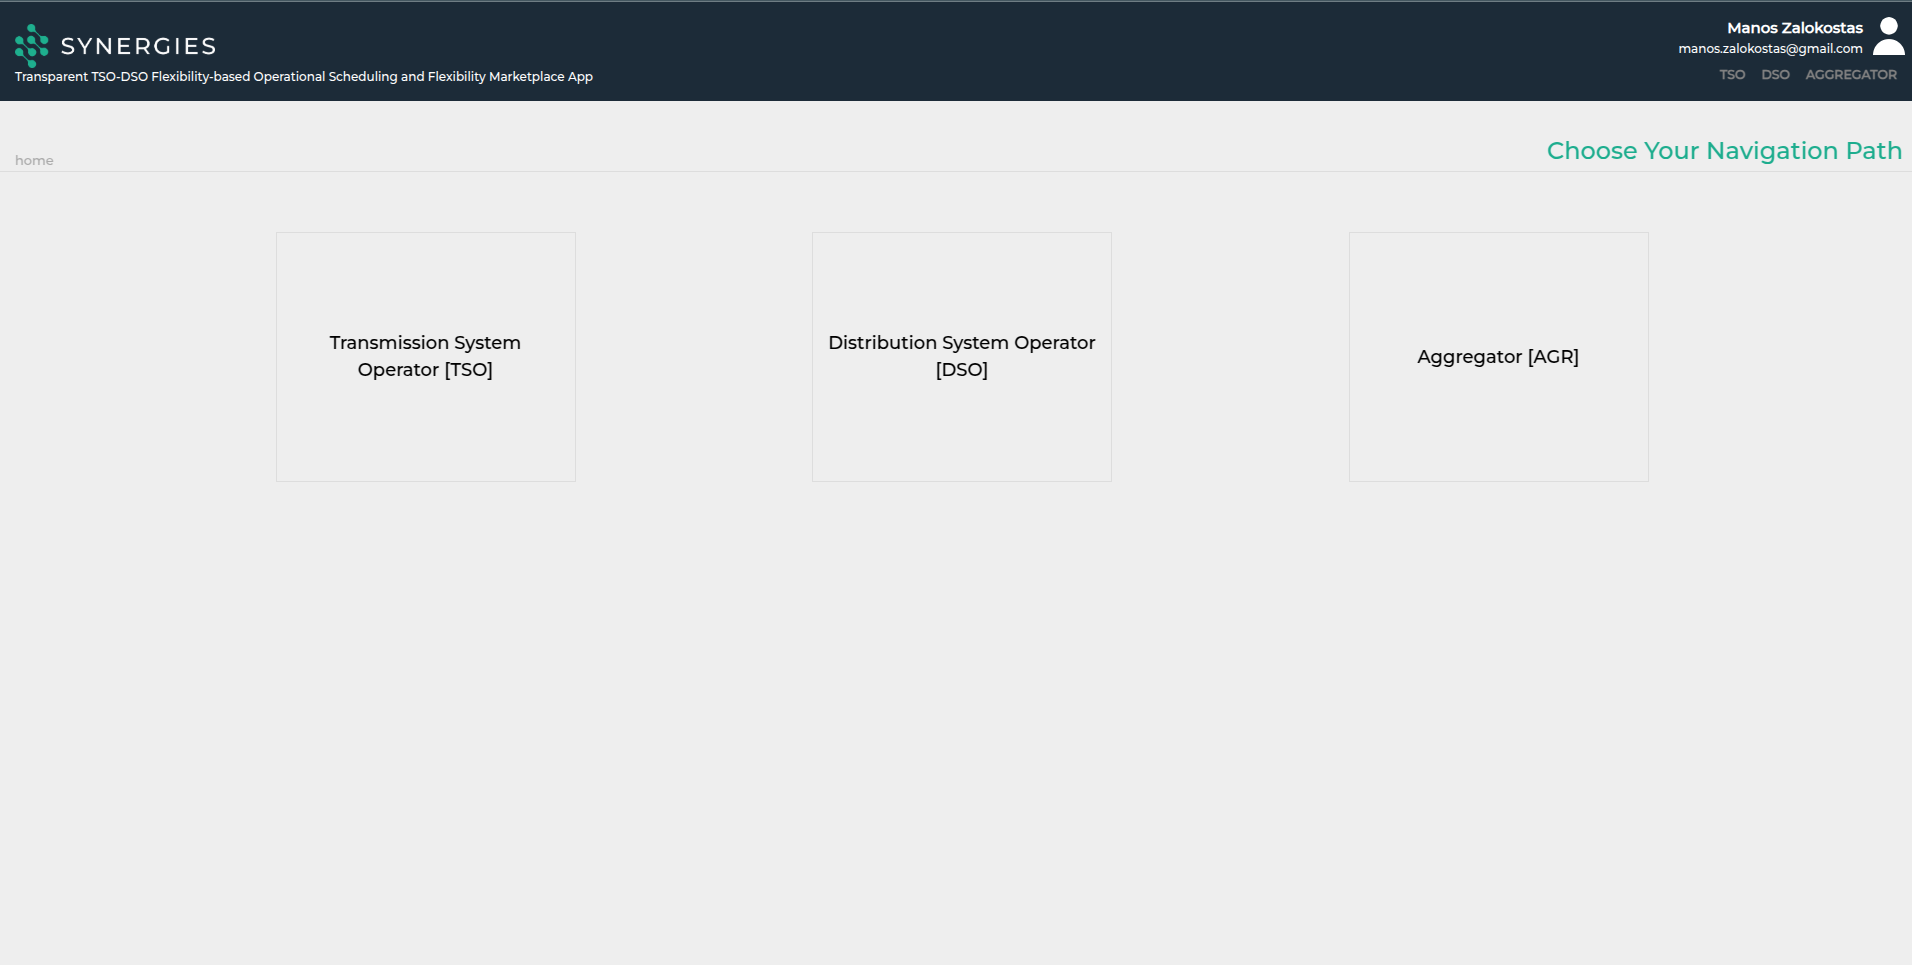 SYNERGIES
Transparent TSO-DSO Flexibility-based Operational Scheduling and Flexibility Marketplace App
Manos Zalokostas
manos.zalokostas@gmail.com
TSO DSO AGGREGATOR
home
Choose Your Navigation Path
Transmission System
Operator [TSO]
Distribution System Operator
[DSO]
Aggregator [AGR]